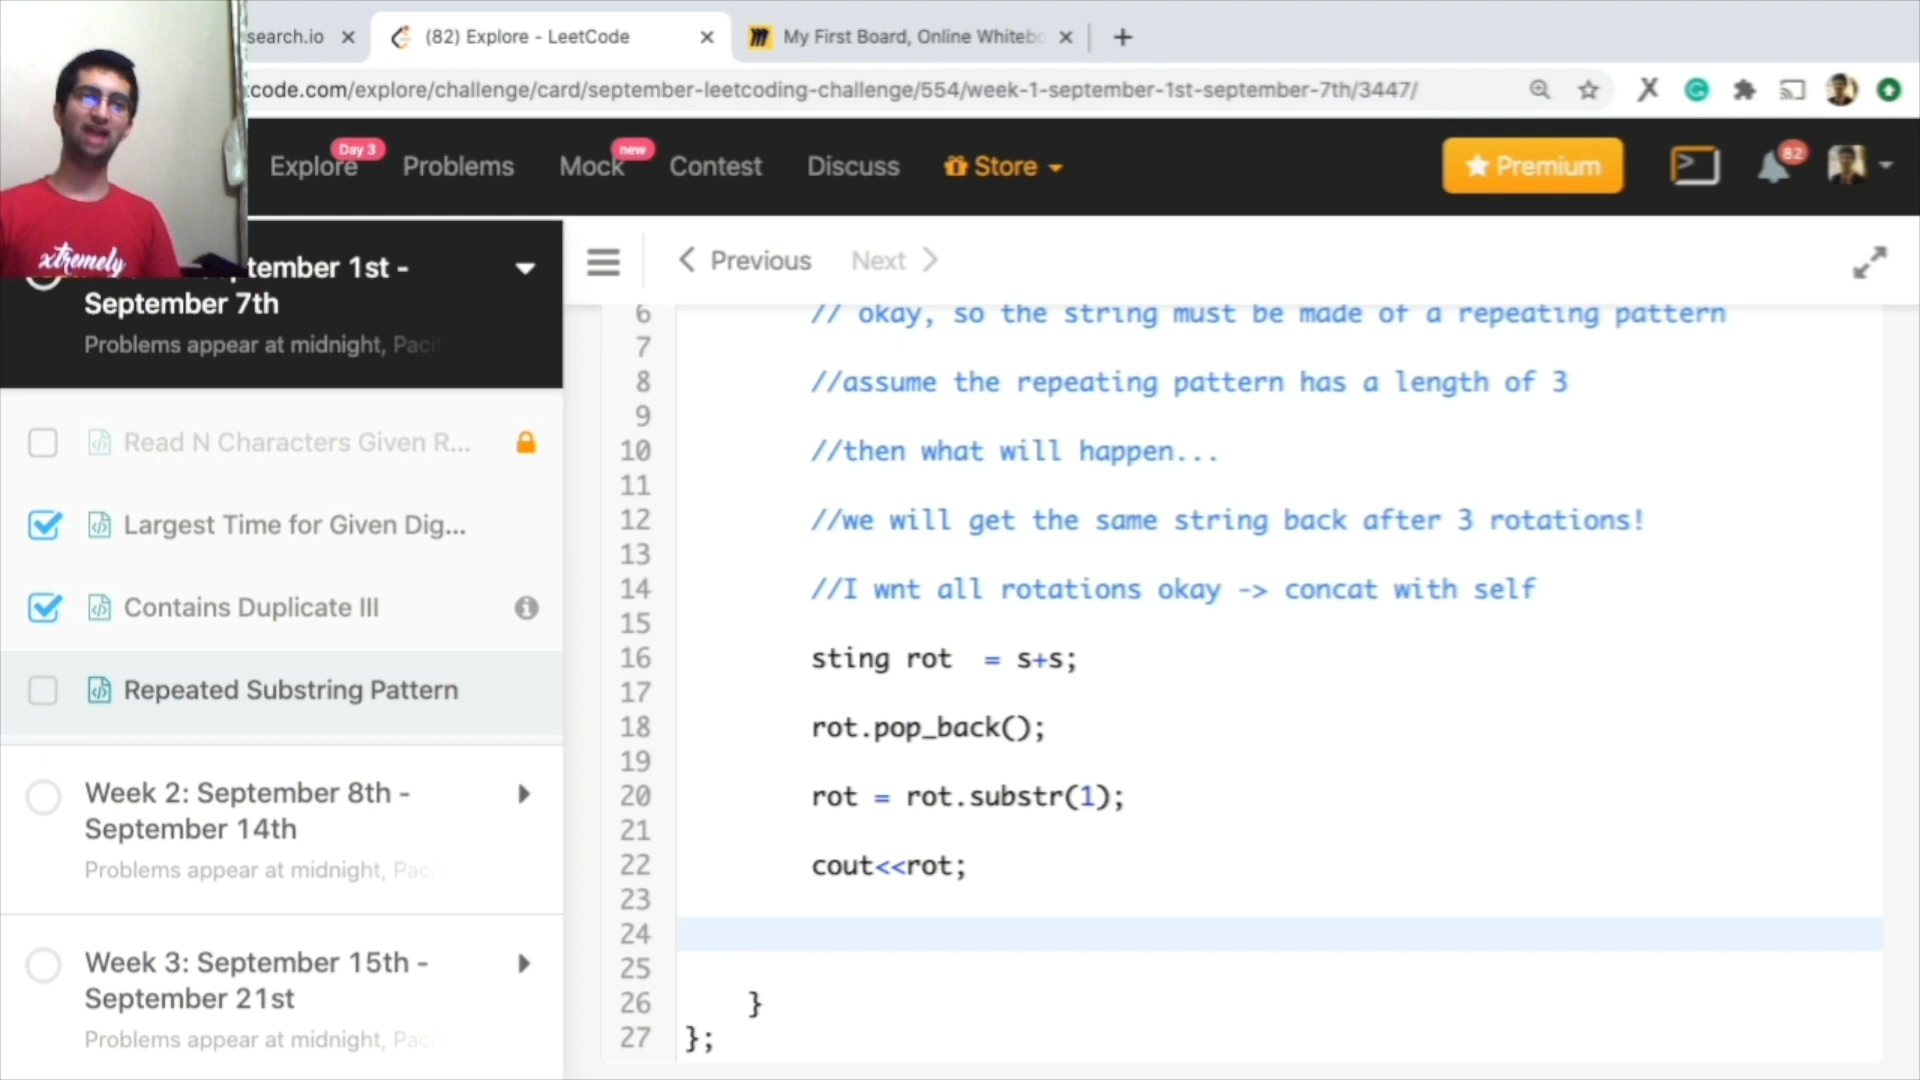 search.io
(82) Explore - LeetCode
My First Board, Online Whitebo
code.com/explore/challenge/card/september-leetcoding-challenge/554/week-1-september-1st-september-7th/3447/
Explore
Day 3
Problems
Mock
new
Contest
Discuss
Store
Premium
82
xtremely
tember 1st -
September 7th
Problems appear at midnight, Paci
Read N Characters Given R...
Largest Time for Given Dig...
Contains Duplicate III
Repeated Substring Pattern
Week 2: September 8th -
September 14th
Problems appear at midnight, Paci
Week 3: September 15th -
September 21st
Problems appear at midnight, Paci
Previous
Next
6 // okay, so the string must be made of a repeating pattern
7
8 //assume the repeating pattern has a length of 3
9
10 //then what will happen...
11
12 //we will get the same string back after 3 rotations!
13
14 //I wnt all rotations okay -> concat with self
15
16 sting rot = s+s;
17
18 rot.pop_back();
19
20 rot = rot.substr(1);
21
22 cout<<rot;
23
24
25
26 }
27 };